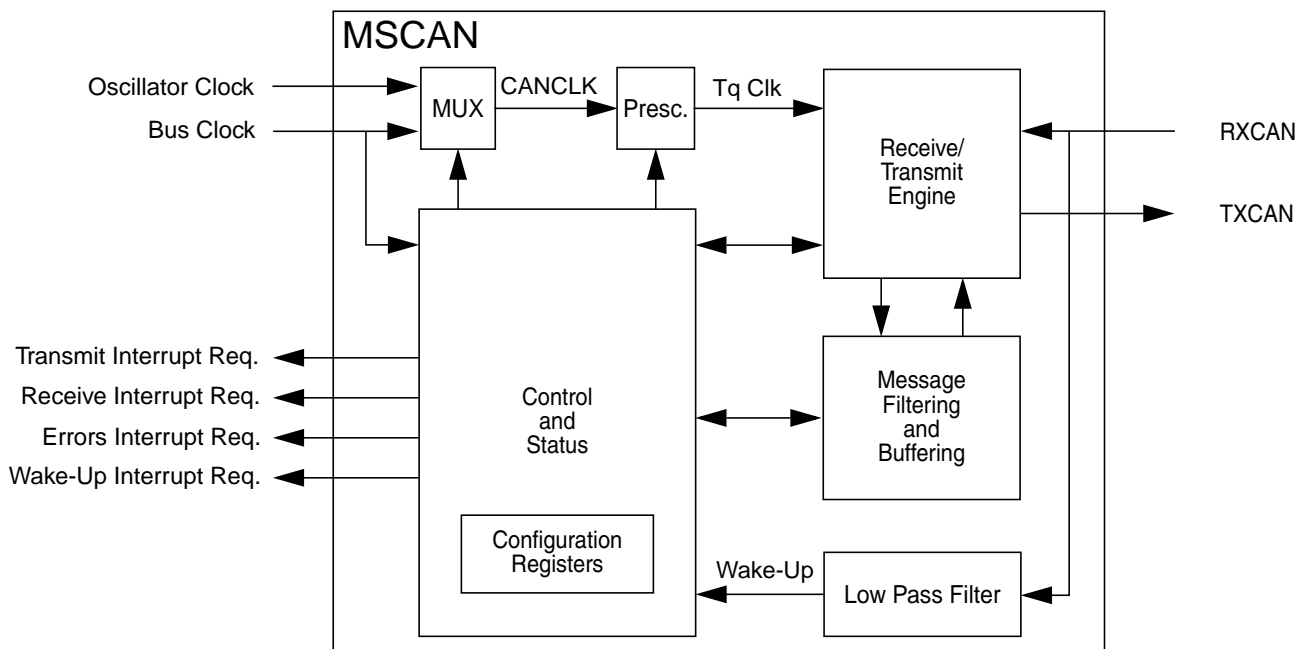 MSCAN
Oscillator Clock
Bus Clock
MUX
CANCLK
Presc.
Tq Clk
Receive/
Transmit
Engine
RXCAN
TXCAN
Transmit Interrupt Req.
Receive Interrupt Req.
Errors Interrupt Req.
Wake-Up Interrupt Req.
Control
and
Status
Message
Filtering
and
Buffering
Configuration
Registers
Wake-Up
Low Pass Filter